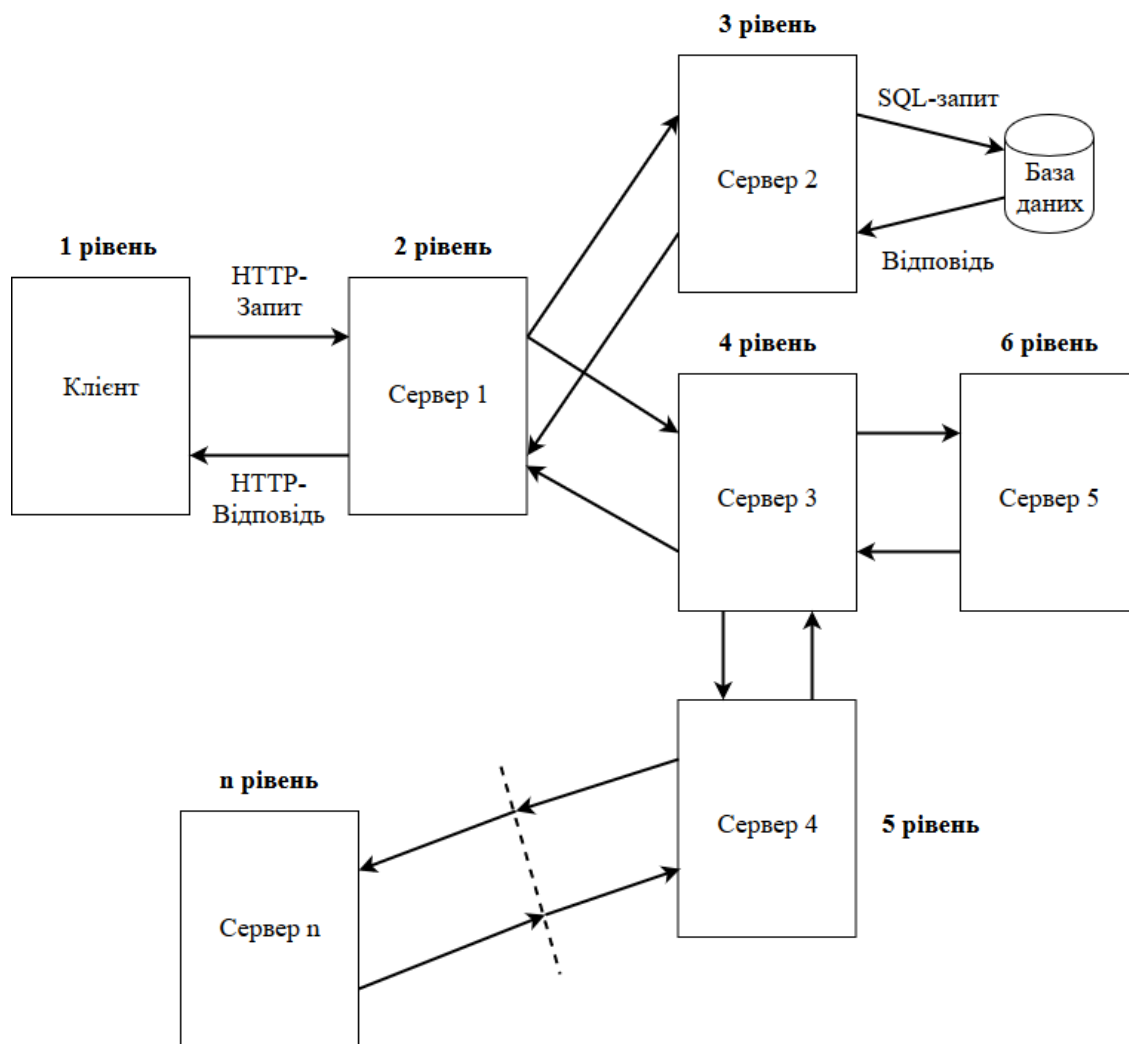 3 рівень
SQL-запит
Сервер 2
База
даних
Відповідь
1 рівень
2 рівень
HTTP-
Запит
Клієнт
Сервер 1
HTTP-
Відповідь
4 рівень
6 рівень
Сервер 3
Сервер 5
n рівень
Сервер 4
5 рівень
Сервер n